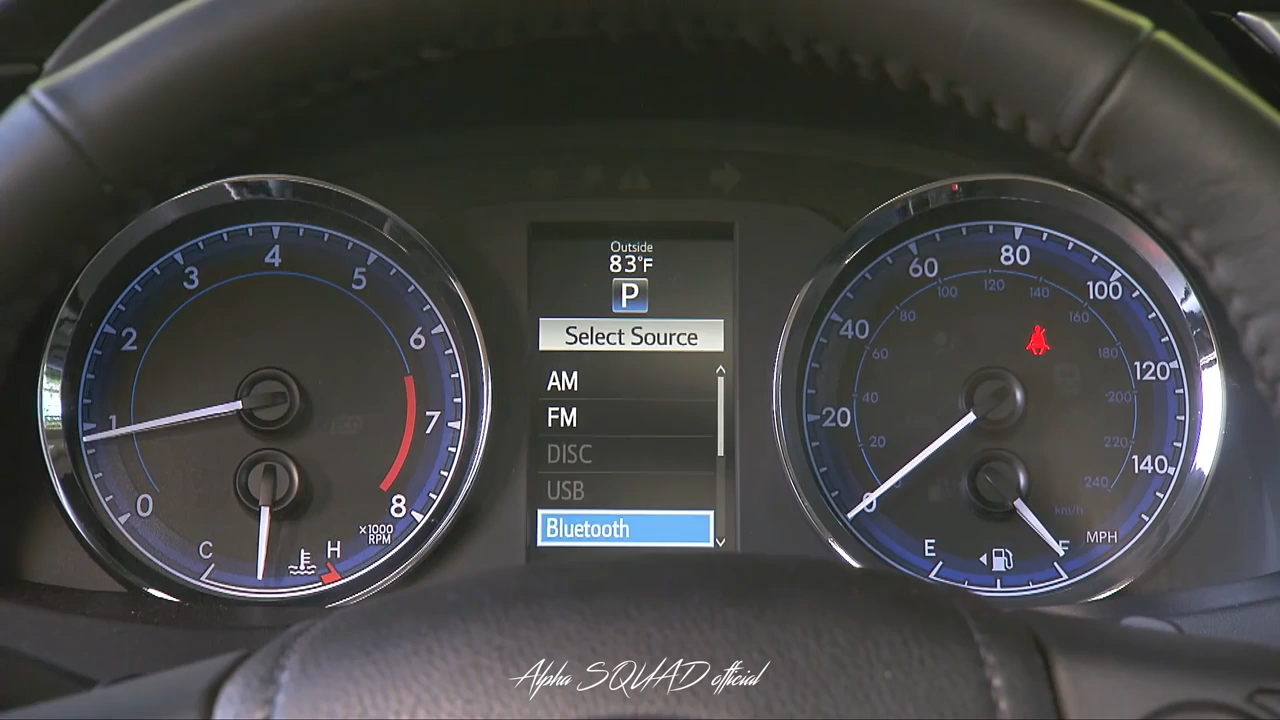 0
1
2
3
4
5
6
7
8
×1000
RPM
C
H
Outside
83°F
P
Select Source
AM
FM
DISC
USB
Bluetooth
0
20
40
60
80
100
120
140
MPH
20
40
60
80
100
120
140
160
180
200
220
240
km/h
E
F
Alpha SQUAD official